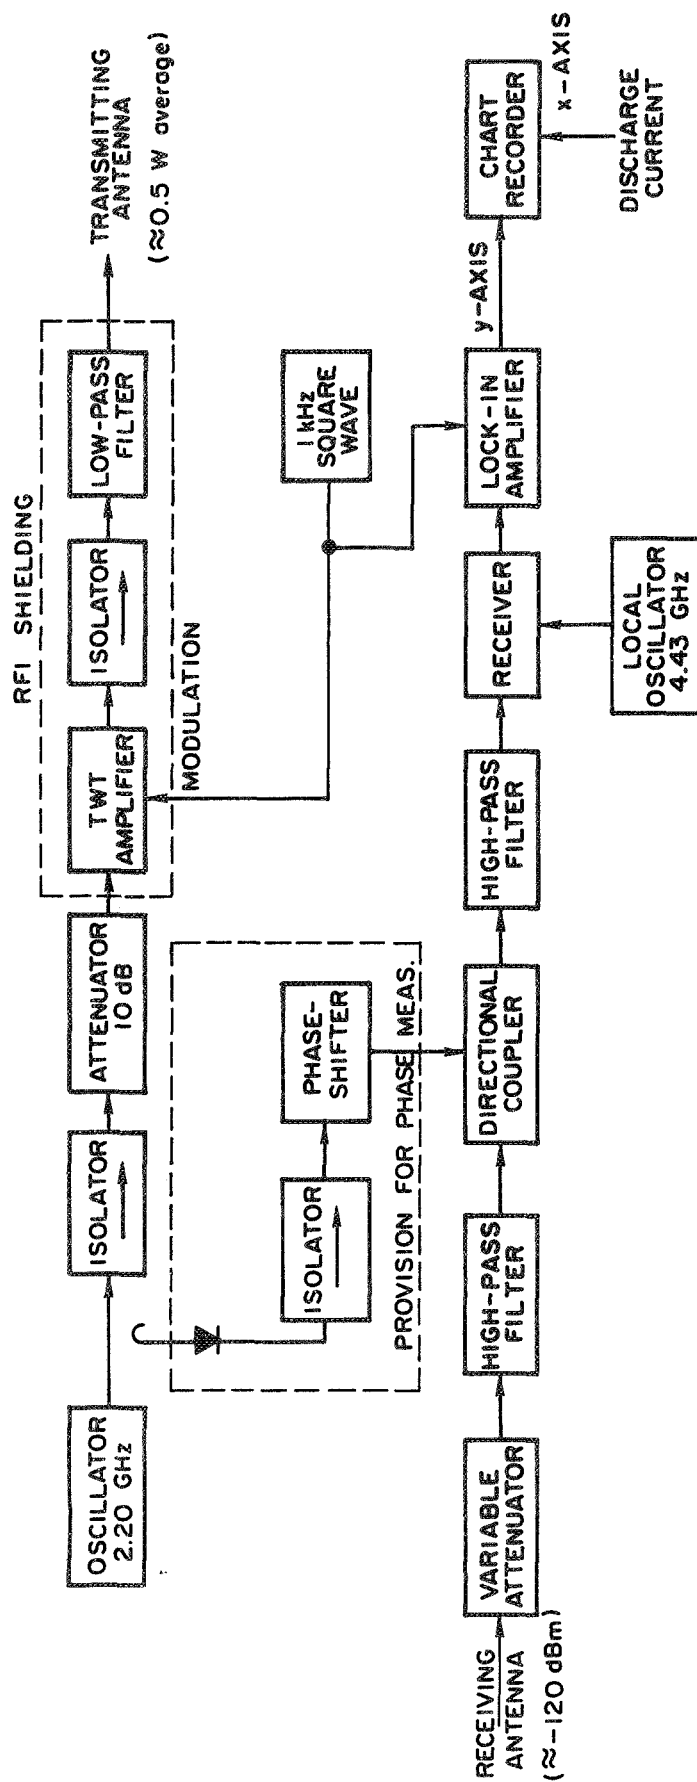 OSCILLATOR
2.20 GHz
ISOLATOR
ATTENUATOR
10 dB
RFI SHIELDING
TWT
AMPLIFIER
ISOLATOR
LOW-PASS
FILTER
TRANSMITTING
ANTENNA
(≈0.5 W average)
MODULATION
1 kHz
SQUARE
WAVE
ISOLATOR
PHASE-
SHIFTER
PROVISION FOR PHASE MEAS.
RECEIVING
ANTENNA
(≈-120 dBm)
VARIABLE
ATTENUATOR
HIGH-PASS
FILTER
DIRECTIONAL
COUPLER
HIGH-PASS
FILTER
RECEIVER
LOCAL
OSCILLATOR
4.43 GHz
LOCK-IN
AMPLIFIER
y-AXIS
CHART
RECORDER
x-AXIS
DISCHARGE
CURRENT